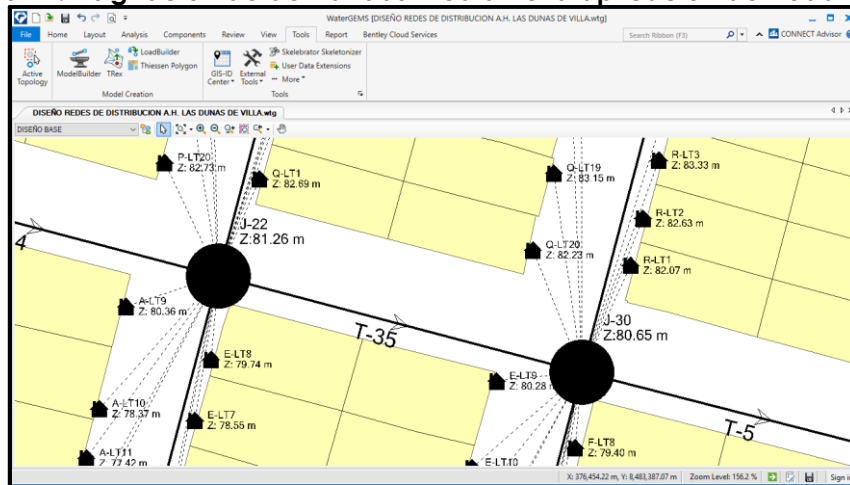 WaterGEMS [DISEÑO REDES DE DISTRIBUCION A.H. LAS DUNAS DE VILLA.wtg]
File Home Layout Analysis Components Review View Tools Report Bentley Cloud Services Search Ribbon (F3) CONNECT Advisor
Active Topology
ModelBuilder
TRex
LoadBuilder
Thiessen Polygon
Model Creation
GIS-ID Center
External Tools
Skelebrator Skeletonizer
User Data Extensions
More
Tools
DISEÑO REDES DE DISTRIBUCION A.H. LAS DUNAS DE VILLA.wtg
DISEÑO BASE
P-LT20
Z: 82.73 m
Q-LT1
Z: 82.69 m
Q-LT19
Z: 83.15 m
R-LT3
Z: 83.33 m
J-22
Z:81.26 m
R-LT2
Z: 82.63 m
4
Q-LT20
Z: 82.23 m
R-LT1
Z: 82.07 m
A-LT9
Z: 80.36 m
T-35
J-30
Z:80.65 m
E-LT8
Z: 79.74 m
E-LT9
Z: 80.28 m
A-LT10
Z: 78.37 m
E-LT7
Z: 78.55 m
T-5
F-LT8
Z: 79.40 m
A-LT11
Z: 77.42 m
E-LT10
X: 376,454.22 m, Y: 8,483,387.07 m Zoom Level: 156.2 % Sign in